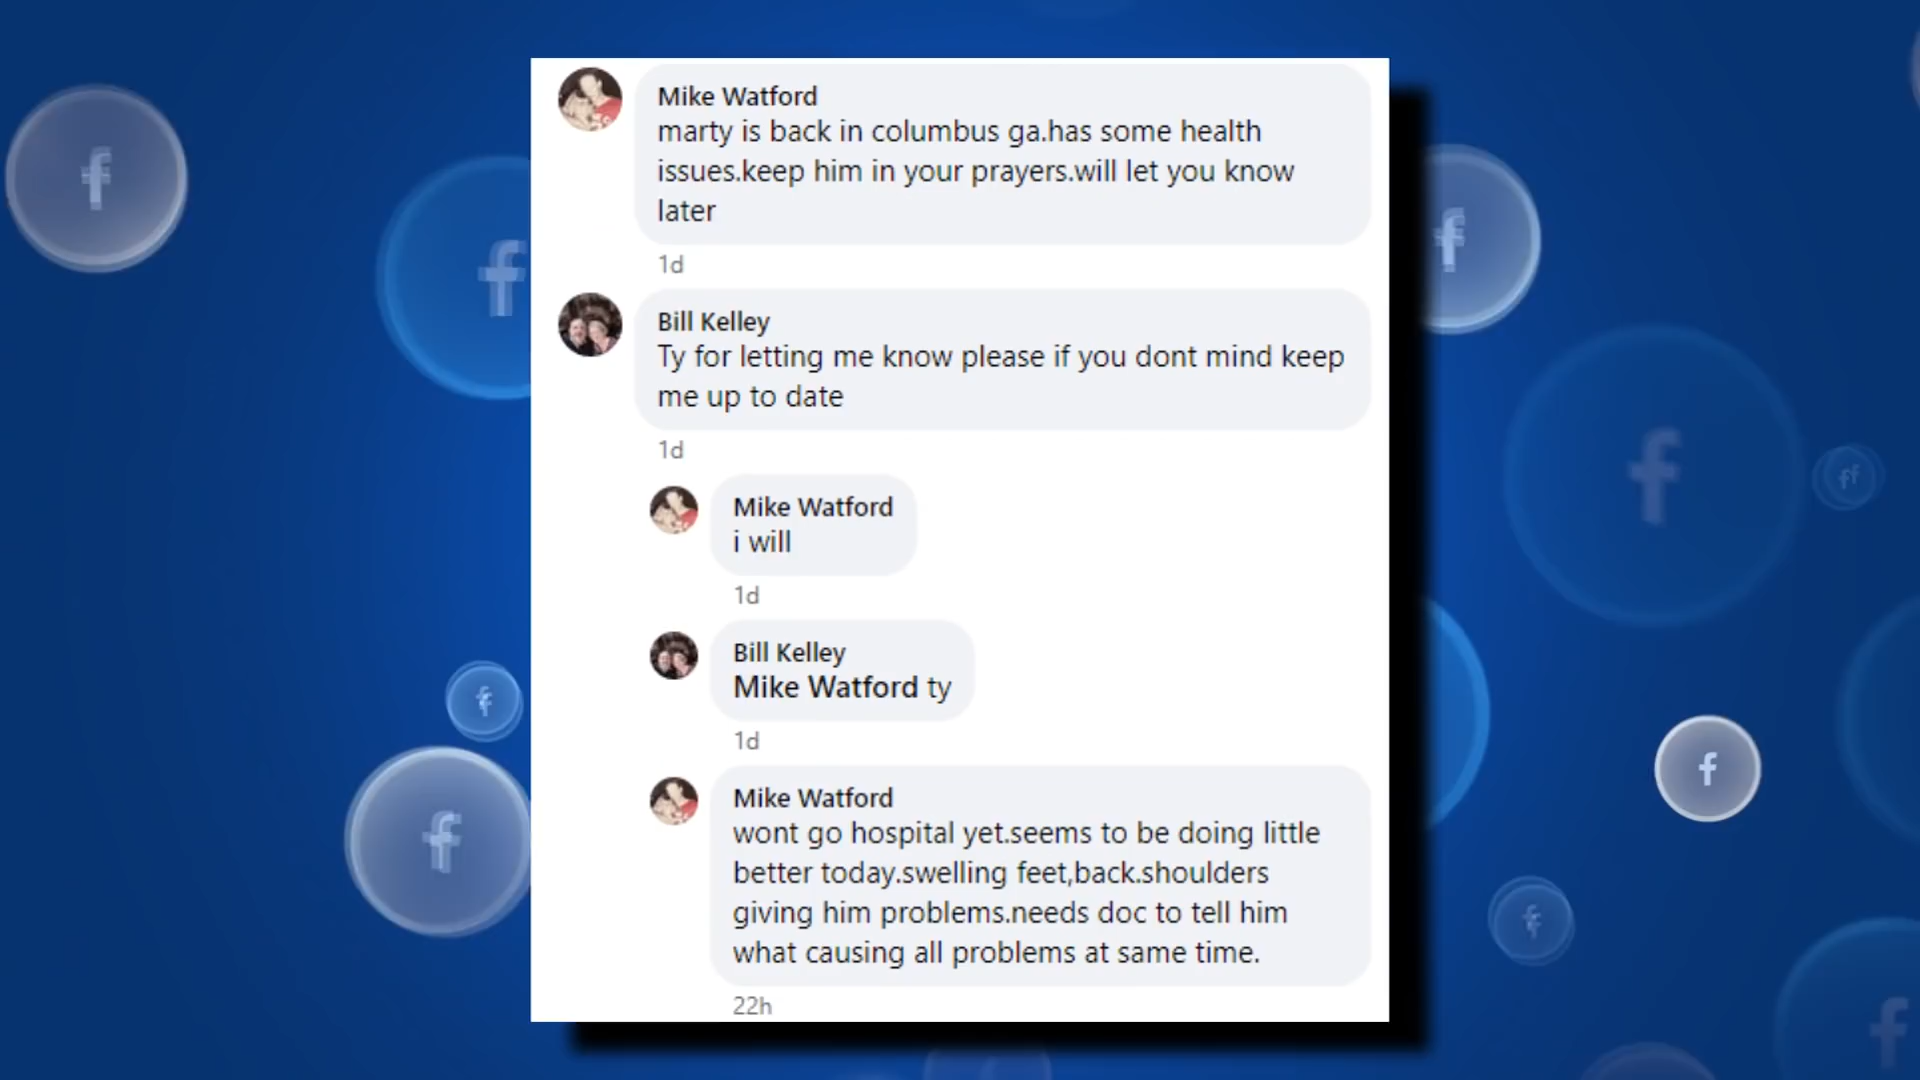 Mike Watford
marty is back in columbus ga.has some health
issues.keep him in your prayers.will let you know
later
1d
Bill Kelley
Ty for letting me know please if you dont mind keep
me up to date
1d
Mike Watford
i will
1d
Bill Kelley
Mike Watford ty
1d
Mike Watford
wont go hospital yet.seems to be doing little
better today.swelling feet,back.shoulders
giving him problems.needs doc to tell him
what causing all problems at same time.
22h